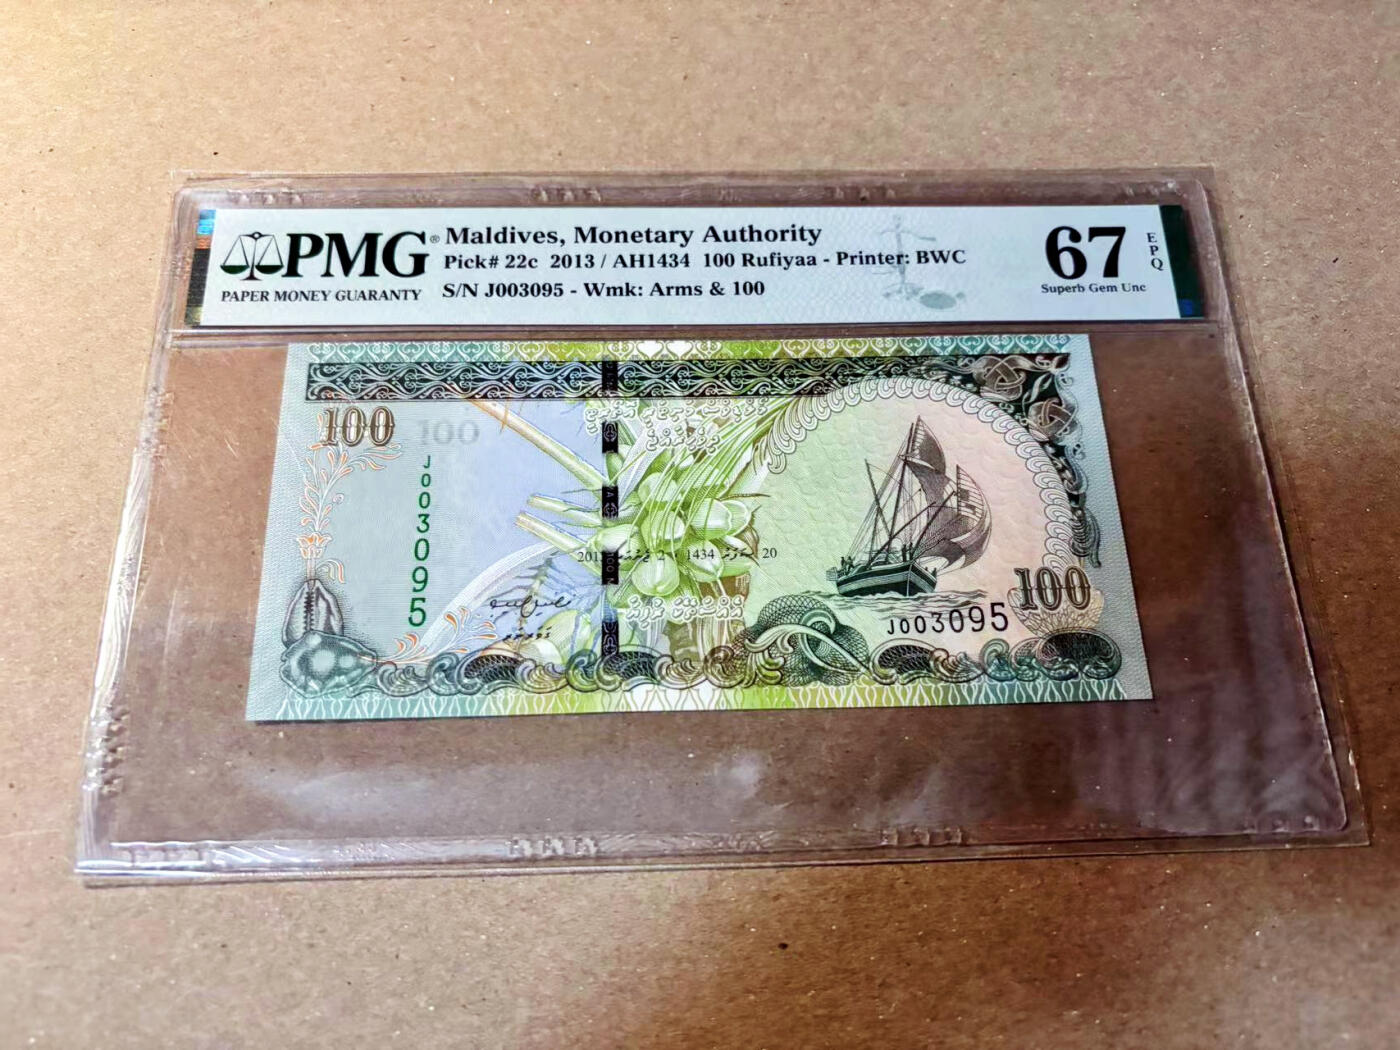 PMG® Maldives, Monetary Authority
Pick# 22c 2013 / AH1434 100 Rufiyaa - Printer: BWC
PAPER MONEY GUARANTY S/N J003095 - Wmk: Arms & 100
67 EPQ
Superb Gem Unc
100 100
J003095
1434
20
100
J003095